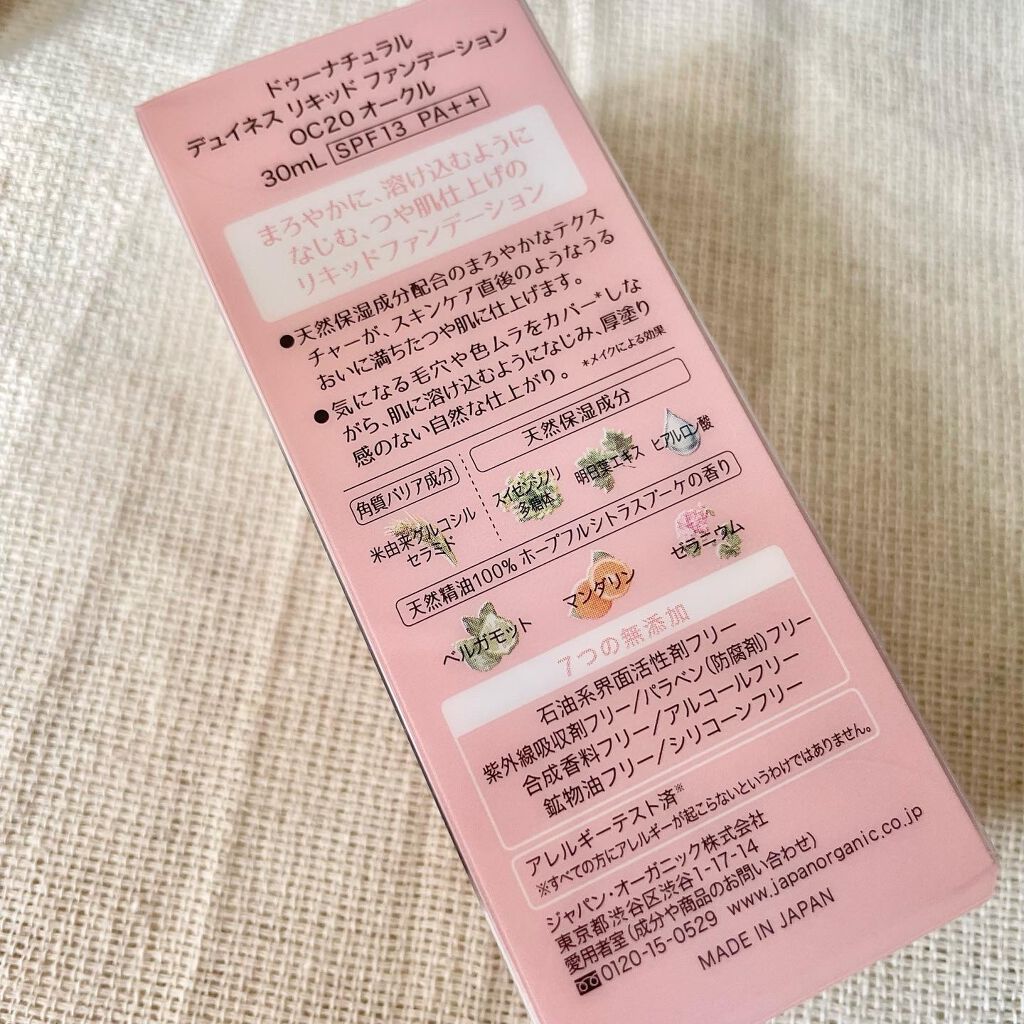 ドゥーナチュラル
デュイネス リキッド ファンデーション
OC20 オークル
30mL SPF13 PA++
まろやかに、溶け込むように
なじむ、つや肌仕上げの
リキッドファンデーション
●天然保湿成分配合のまろやかなテクス
チャーが、スキンケア直後のようなうる
おいに満ちたつや肌に仕上げます。
●気になる毛穴や色ムラをカバー*しな
がら、肌に溶け込むようになじみ、厚塗り
感のない自然な仕上がり。 *メイクによる効果
角質バリア成分
米由来グルコシル
セラミド
天然保湿成分
スイゼンジノリ
多糖体
明日葉エキス
ヒアルロン酸
天然精油100% ホープフルシトラスブーケの香り
ベルガモット
マンダリン
ゼラニウム
7つの無添加
石油系界面活性剤フリー
紫外線吸収剤フリー/パラベン(防腐剤)フリー
合成香料フリー/アルコールフリー
鉱物油フリー/シリコーンフリー
アレルギーテスト済※
※すべての方にアレルギーが起こらないというわけではありません。
ジャパン・オーガニック株式会社
東京都渋谷区渋谷1-17-14
愛用者室(成分や商品のお問い合わせ)
0120-15-0529 www.japanorganic.co.jp
MADE IN JAPAN